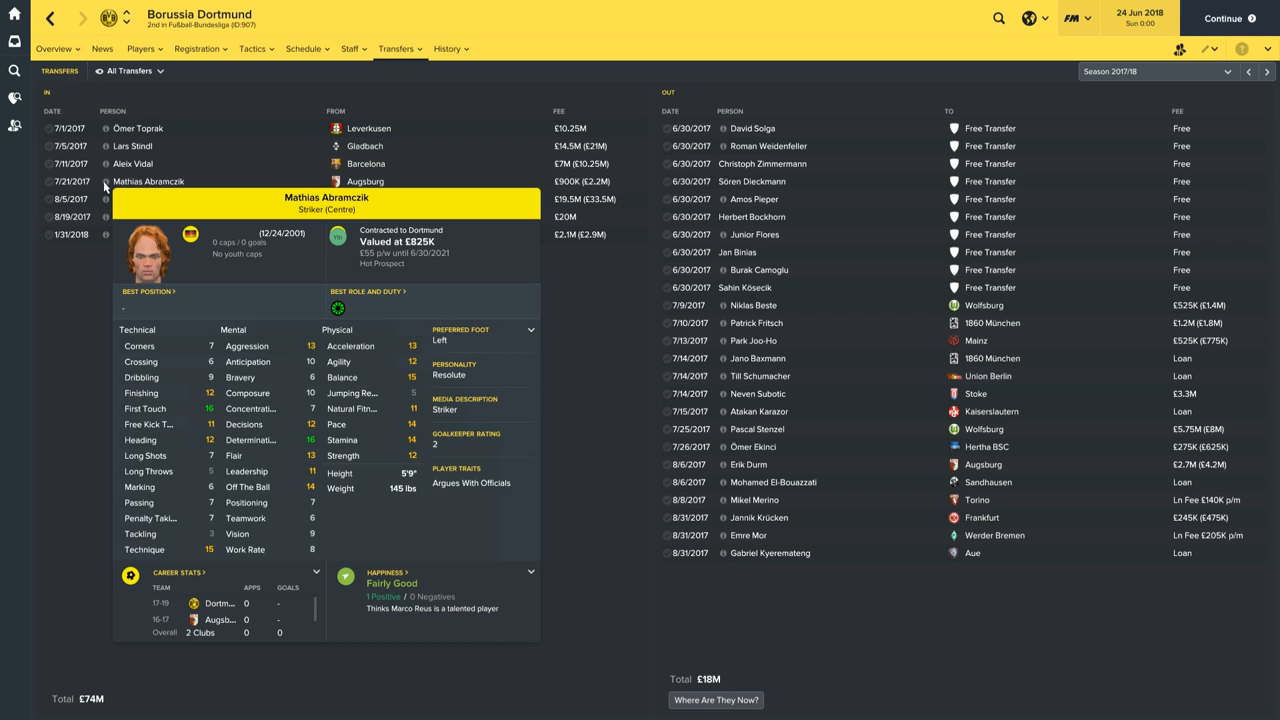 Borussia Dortmund
2nd in Fußball-Bundesliga (ID:907)
FM
24 Jun 2018
Sun 0:00
Continue
Overview News Players Registration Tactics Schedule Staff Transfers History
TRANSFERS All Transfers Season 2017/18
IN
DATE PERSON FROM FEE
7/1/2017 Ömer Toprak Leverkusen £10.25M
7/5/2017 Lars Stindl Gladbach £14.5M (£21M)
7/11/2017 Aleix Vidal Barcelona £7M (£10.25M)
7/21/2017 Mathias Abramczik Augsburg £900K (£2.2M)
8/5/2017 £19.5M (£33.5M)
8/19/2017 £20M
1/31/2018 £2.1M (£2.9M)
Mathias Abramczik
Striker (Centre)
(12/24/2001)
0 caps / 0 goals
No youth caps
Yth
Contracted to Dortmund
Valued at £825K
£55 p/w until 6/30/2021
Hot Prospect
BEST POSITION >
-
BEST ROLE AND DUTY >
Technical Mental Physical
Corners 7 Aggression 13 Acceleration 13
Crossing 6 Anticipation 10 Agility 12
Dribbling 9 Bravery 6 Balance 15
Finishing 12 Composure 10 Jumping Re... 5
First Touch 16 Concentrati... 7 Natural Fitn... 11
Free Kick T... 11 Decisions 12 Pace 14
Heading 12 Determinati... 16 Stamina 14
Long Shots 7 Flair 13 Strength 12
Long Throws 5 Leadership 11 Height 5'9"
Marking 6 Off The Ball 14 Weight 145 lbs
Passing 7 Positioning 7
Penalty Taki... 7 Teamwork 6
Tackling 3 Vision 9
Technique 15 Work Rate 8
PREFERRED FOOT
Left
PERSONALITY
Resolute
MEDIA DESCRIPTION
Striker
GOALKEEPER RATING
2
PLAYER TRAITS
Argues With Officials
CAREER STATS >
TEAM APPS GOALS
17-19 Dortm... 0 -
16-17 Augsb... 0 -
Overall 2 Clubs 0 0
HAPPINESS >
Fairly Good
1 Positive / 0 Negatives
Thinks Marco Reus is a talented player
Total £74M
OUT
DATE PERSON TO FEE
6/30/2017 David Solga Free Transfer Free
6/30/2017 Roman Weidenfeller Free Transfer Free
6/30/2017 Christoph Zimmermann Free Transfer Free
6/30/2017 Sören Dieckmann Free Transfer Free
6/30/2017 Amos Pieper Free Transfer Free
6/30/2017 Herbert Bockhorn Free Transfer Free
6/30/2017 Junior Flores Free Transfer Free
6/30/2017 Jan Binias Free Transfer Free
6/30/2017 Burak Camoglu Free Transfer Free
6/30/2017 Sahin Kösecik Free Transfer Free
7/9/2017 Niklas Beste Wolfsburg £525K (£1.4M)
7/10/2017 Patrick Fritsch 1860 München £1.2M (£1.8M)
7/13/2017 Park Joo-Ho Mainz £525K (£775K)
7/14/2017 Jano Baxmann 1860 München Loan
7/14/2017 Till Schumacher Union Berlin Loan
7/14/2017 Neven Subotic Stoke £3.3M
7/15/2017 Atakan Karazor Kaiserslautern Loan
7/25/2017 Pascal Stenzel Wolfsburg £5.75M (£8M)
7/26/2017 Ömer Ekinci Hertha BSC £275K (£625K)
8/6/2017 Erik Durm Augsburg £2.7M (£4.2M)
8/6/2017 Mohamed El-Bouazzati Sandhausen Loan
8/8/2017 Mikel Merino Torino Ln Fee £140K p/m
8/31/2017 Jannik Krücken Frankfurt £245K (£475K)
8/31/2017 Emre Mor Werder Bremen Ln Fee £205K p/m
8/31/2017 Gabriel Kyeremateng Aue Loan
Total £18M
Where Are They Now?